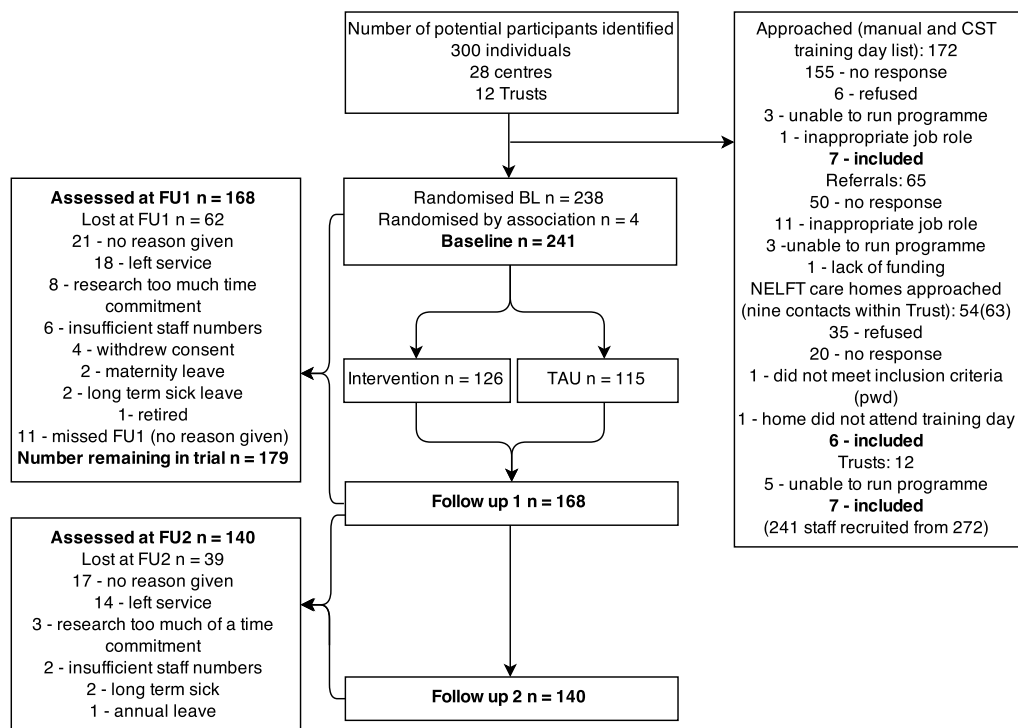 Number of potential participants identified
300 individuals
28 centres
12 Trusts
Approached (manual and CST
training day list): 172
155 - no response
6 - refused
3 - unable to run programme
1 - inappropriate job role
7 - included
Referrals: 65
50 - no response
11 - inappropriate job role
3 -unable to run programme
1 - lack of funding
NELFT care homes approached
(nine contacts within Trust): 54(63)
35 - refused
20 - no response
1 - did not meet inclusion criteria
(pwd)
1 - home did not attend training day
6 - included
Trusts: 12
5 - unable to run programme
7 - included
(241 staff recruited from 272)
Randomised BL n = 238
Randomised by association n = 4
Baseline n = 241
Assessed at FU1 n = 168
Lost at FU1 n = 62
21 - no reason given
18 - left service
8 - research too much time
commitment
6 - insufficient staff numbers
4 - withdrew consent
2 - maternity leave
2 - long term sick leave
1- retired
11 - missed FU1 (no reason given)
Number remaining in trial n = 179
Intervention n = 126
TAU n = 115
Follow up 1 n = 168
Assessed at FU2 n = 140
Lost at FU2 n = 39
17 - no reason given
14 - left service
3 - research too much of a time
commitment
2 - insufficient staff numbers
2 - long term sick
1 - annual leave
Follow up 2 n = 140